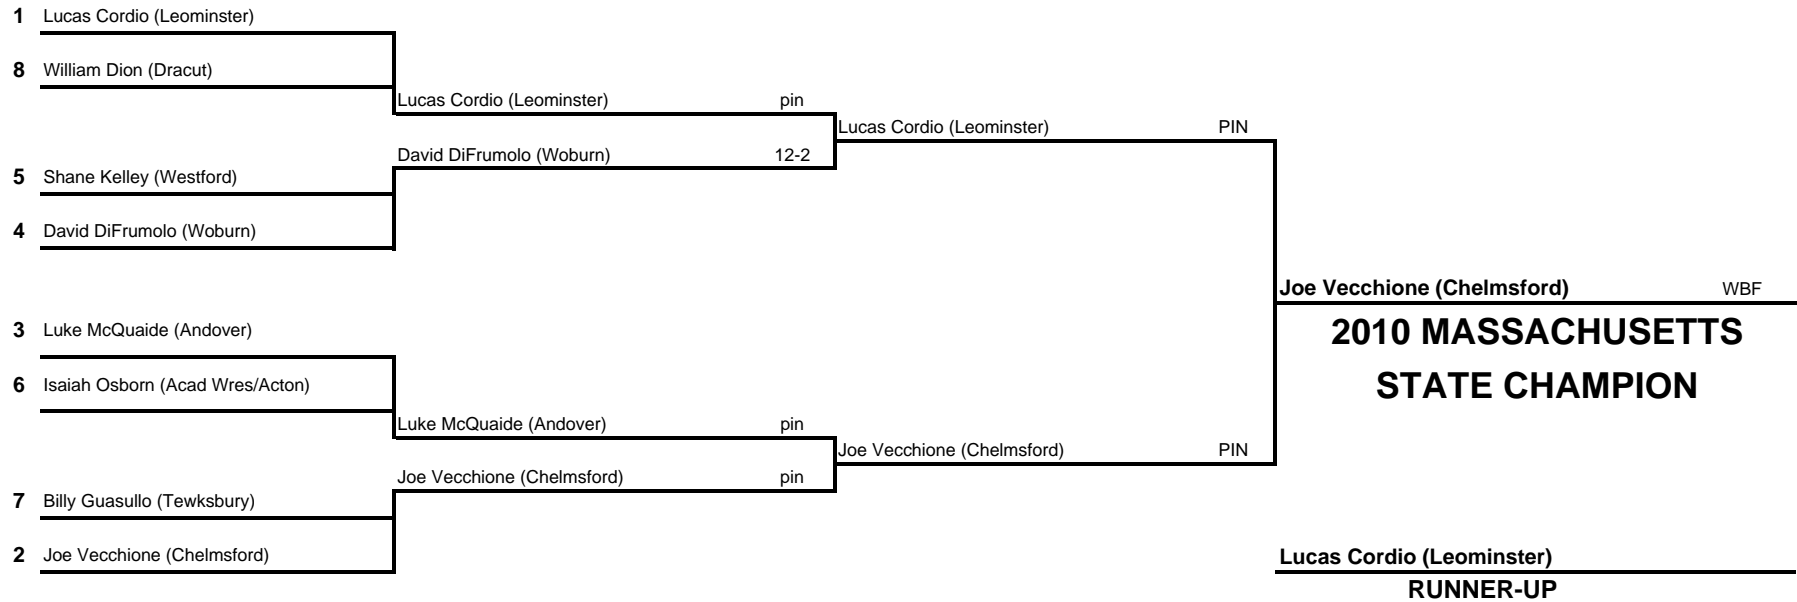 1 Lucas Cordio (Leominster)
8 William Dion (Dracut)
Lucas Cordio (Leominster) pin
Lucas Cordio (Leominster) PIN
David DiFrumolo (Woburn) 12-2
5 Shane Kelley (Westford)
4 David DiFrumolo (Woburn)
Joe Vecchione (Chelmsford) WBF
2010 MASSACHUSETTS
STATE CHAMPION
3 Luke McQuaide (Andover)
6 Isaiah Osborn (Acad Wres/Acton)
Luke McQuaide (Andover) pin
Joe Vecchione (Chelmsford) PIN
Joe Vecchione (Chelmsford) pin
7 Billy Guasullo (Tewksbury)
2 Joe Vecchione (Chelmsford)
Lucas Cordio (Leominster)
RUNNER-UP